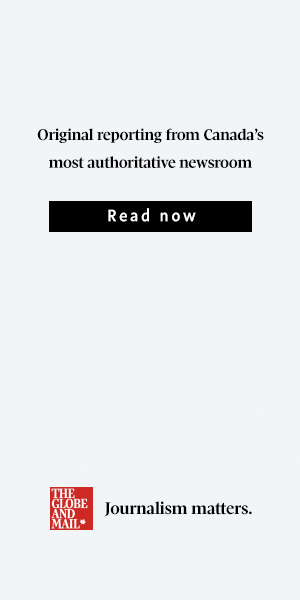 Original reporting from Canada’s
most authoritative newsroom
Read now
THE
GLOBE
AND
MAIL
Journalism matters.